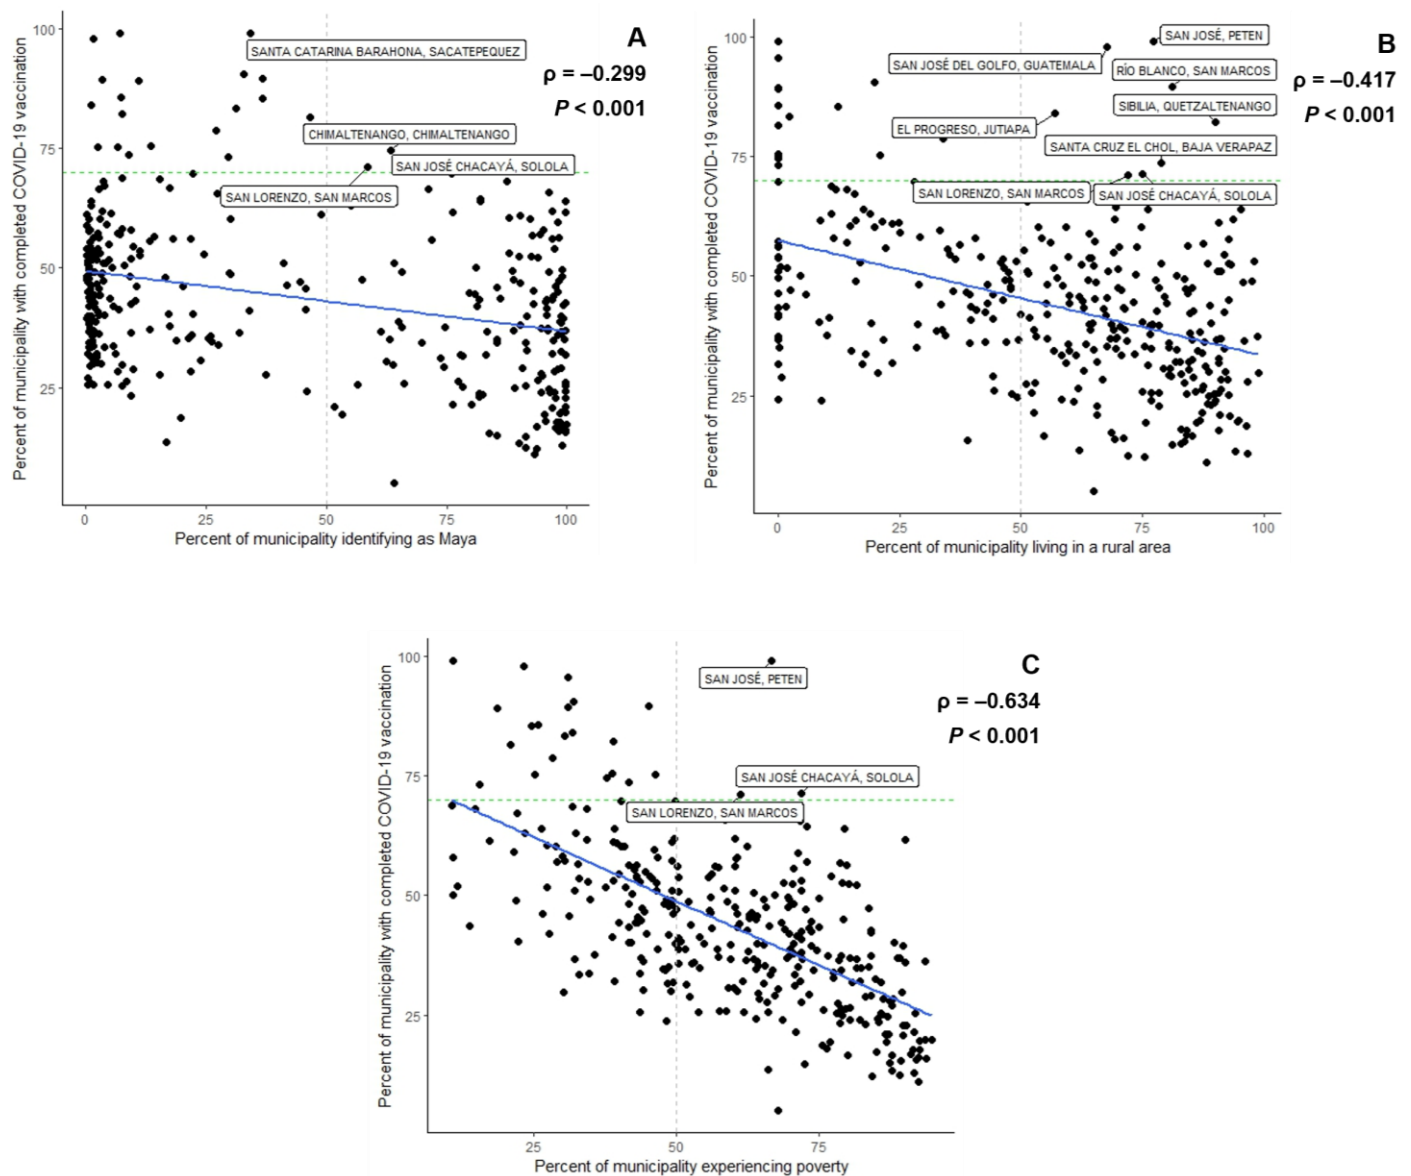 A
ρ = –0.299
P < 0.001
Percent of municipality with completed COVID-19 vaccination
100
75
50
25
SANTA CATARINA BARAHONA, SACATEPEQUEZ
CHIMALTENANGO, CHIMALTENANGO
SAN JOSÉ CHACAYÁ, SOLOLA
SAN LORENZO, SAN MARCOS
0 25 50 75 100
Percent of municipality identifying as Maya
B
ρ = –0.417
P < 0.001
Percent of municipality with completed COVID-19 vaccination
100
75
50
25
SAN JOSÉ, PETEN
SAN JOSÉ DEL GOLFO, GUATEMALA
RÍO BLANCO, SAN MARCOS
SIBILIA, QUETZALTENANGO
EL PROGRESO, JUTIAPA
SANTA CRUZ EL CHOL, BAJA VERAPAZ
SAN LORENZO, SAN MARCOS
SAN JOSÉ CHACAYÁ, SOLOLA
0 25 50 75 100
Percent of municipality living in a rural area
C
ρ = –0.634
P < 0.001
Percent of municipality with completed COVID-19 vaccination
100
75
50
25
SAN JOSÉ, PETEN
SAN JOSÉ CHACAYÁ, SOLOLA
SAN LORENZO, SAN MARCOS
25 50 75
Percent of municipality experiencing poverty